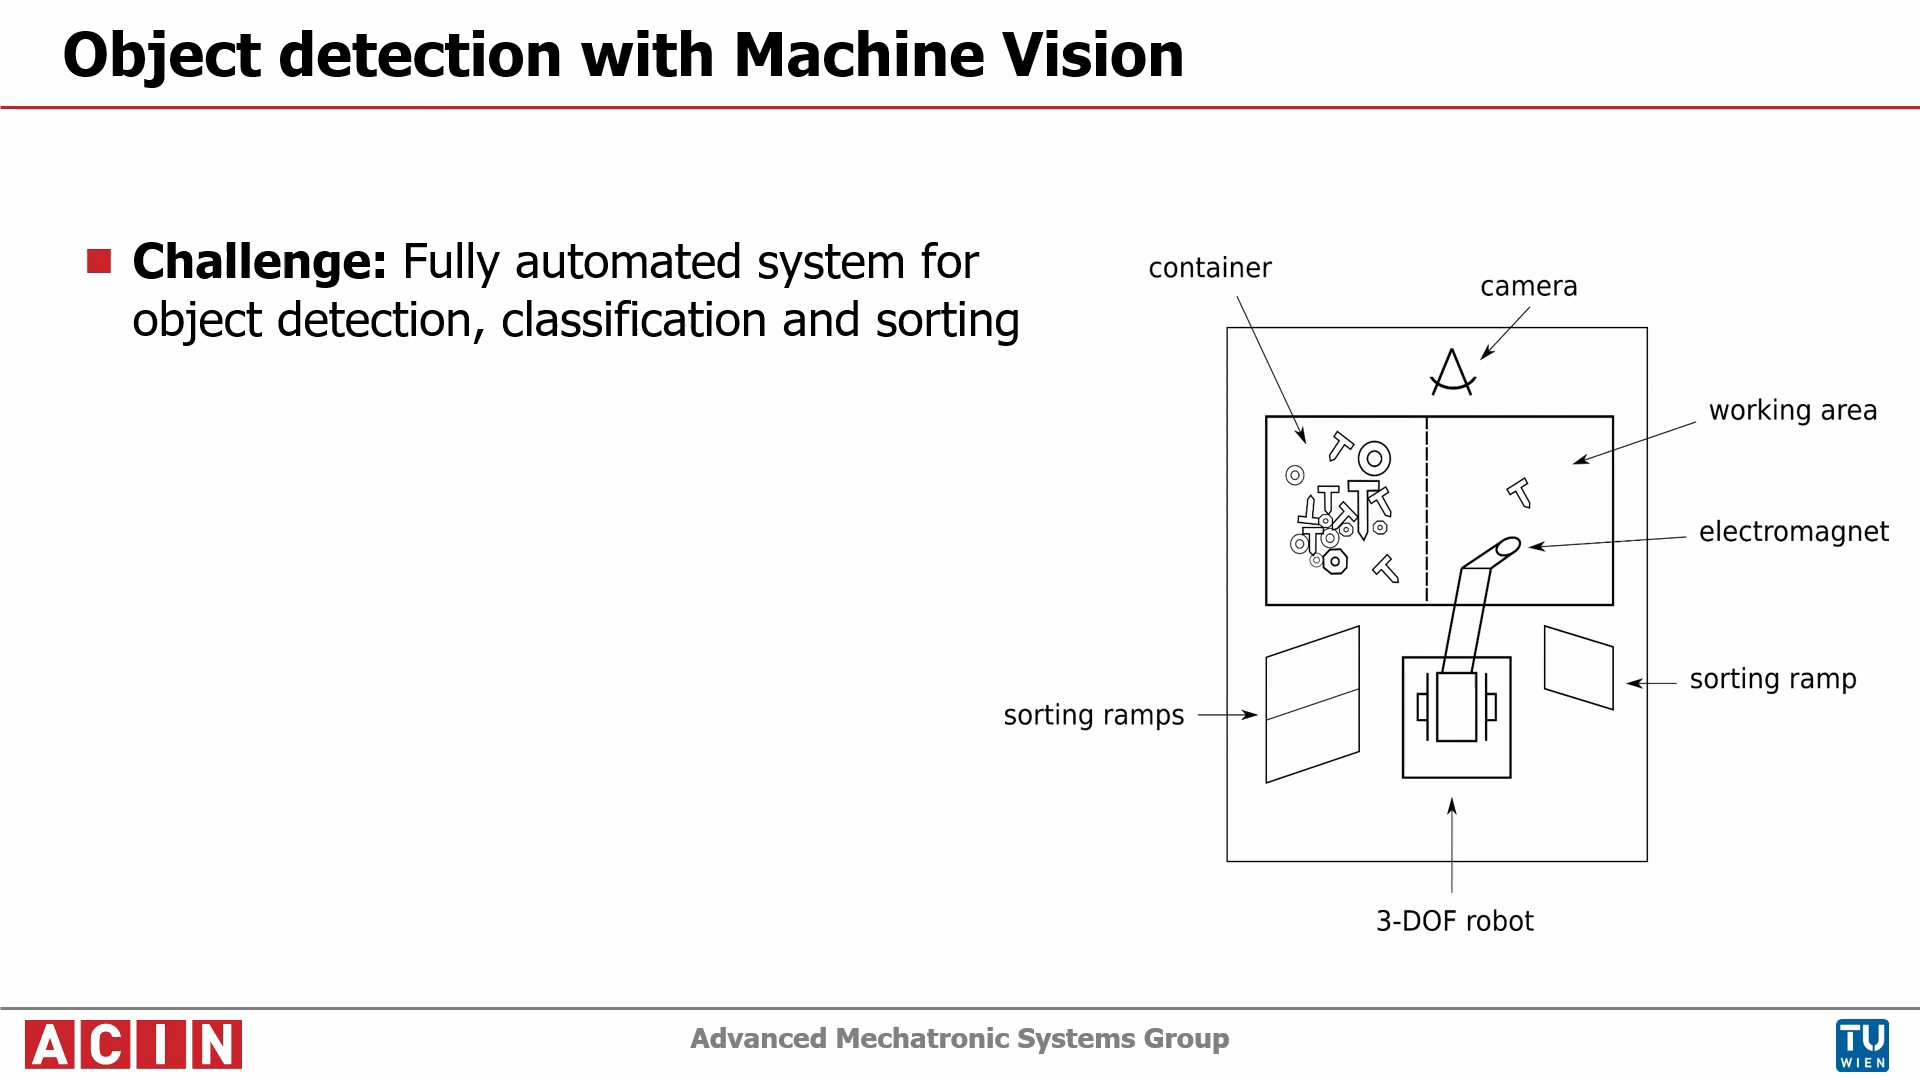 Object detection with Machine Vision
Challenge: Fully automated system for
object detection, classification and sorting
container
camera
working area
electromagnet
sorting ramp
sorting ramps
3-DOF robot
ACIN
Advanced Mechatronic Systems Group
TU
WIEN